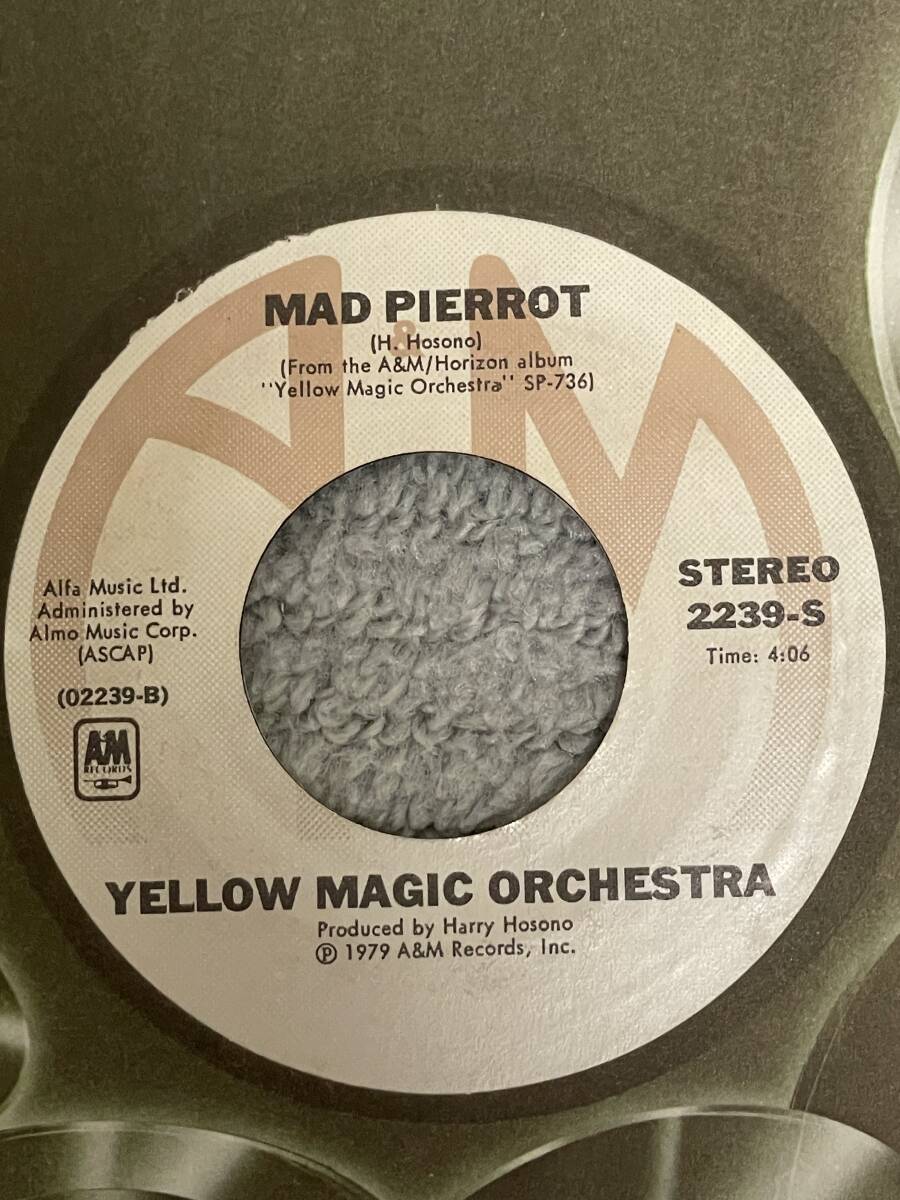 MAD PIERROT
(H. Hosono)
(From the A&M/Horizon album
"Yellow Magic Orchestra" SP-736)
Alfa Music Ltd.
Administered by
Almo Music Corp.
(ASCAP)
(02239-B)
A&M
RECORDS
STEREO
2239-S
Time: 4:06
YELLOW MAGIC ORCHESTRA
Produced by Harry Hosono
℗ 1979 A&M Records, Inc.
A&M